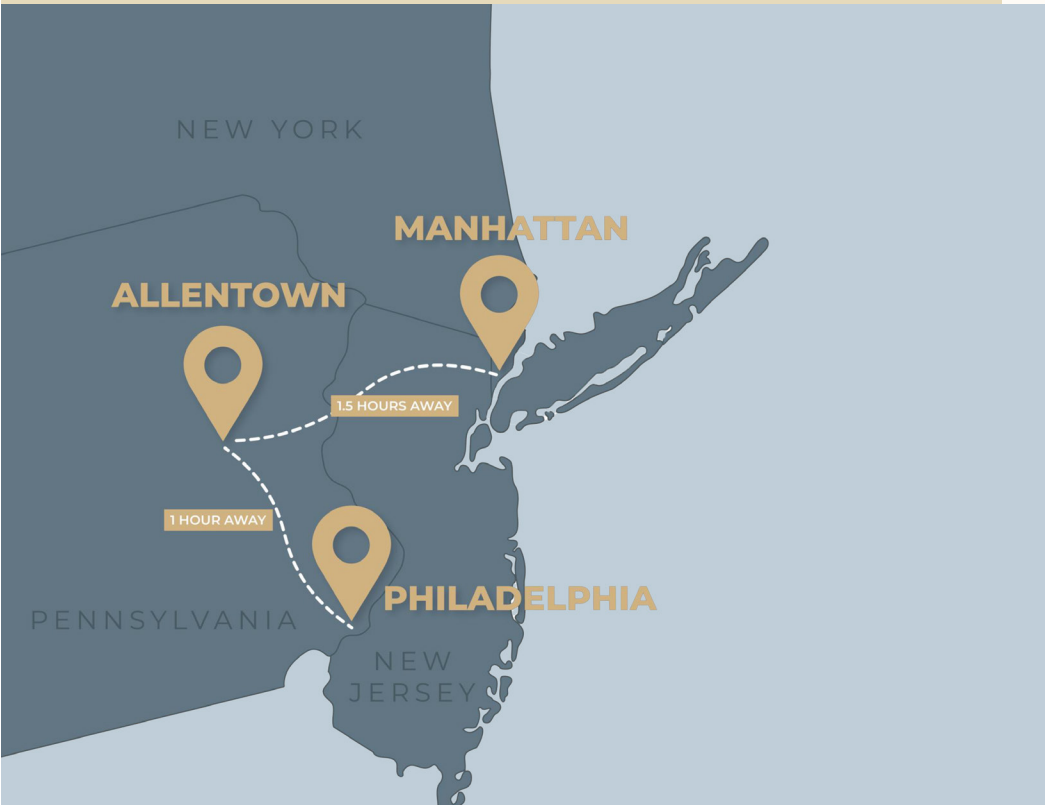 NEW YORK
MANHATTAN
ALLENTOWN
1.5 HOURS AWAY
1 HOUR AWAY
PHILADELPHIA
PENNSYLVANIA
NEW
JERSEY